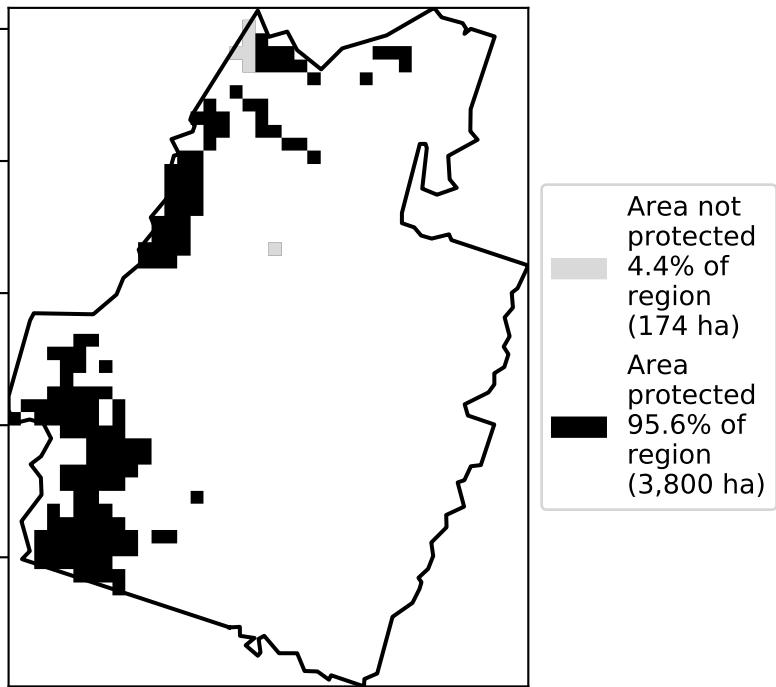 Area not
protected
4.4% of
region
(174 ha)
Area
protected
95.6% of
region
(3,800 ha)